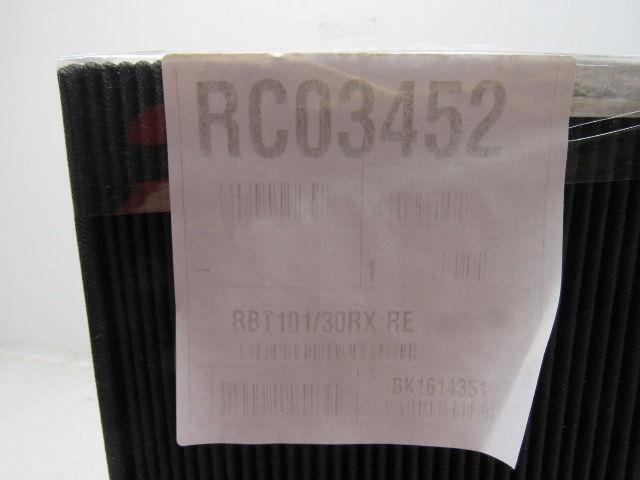 RC03452
1
RBT101/30RX:RE
SK1614351